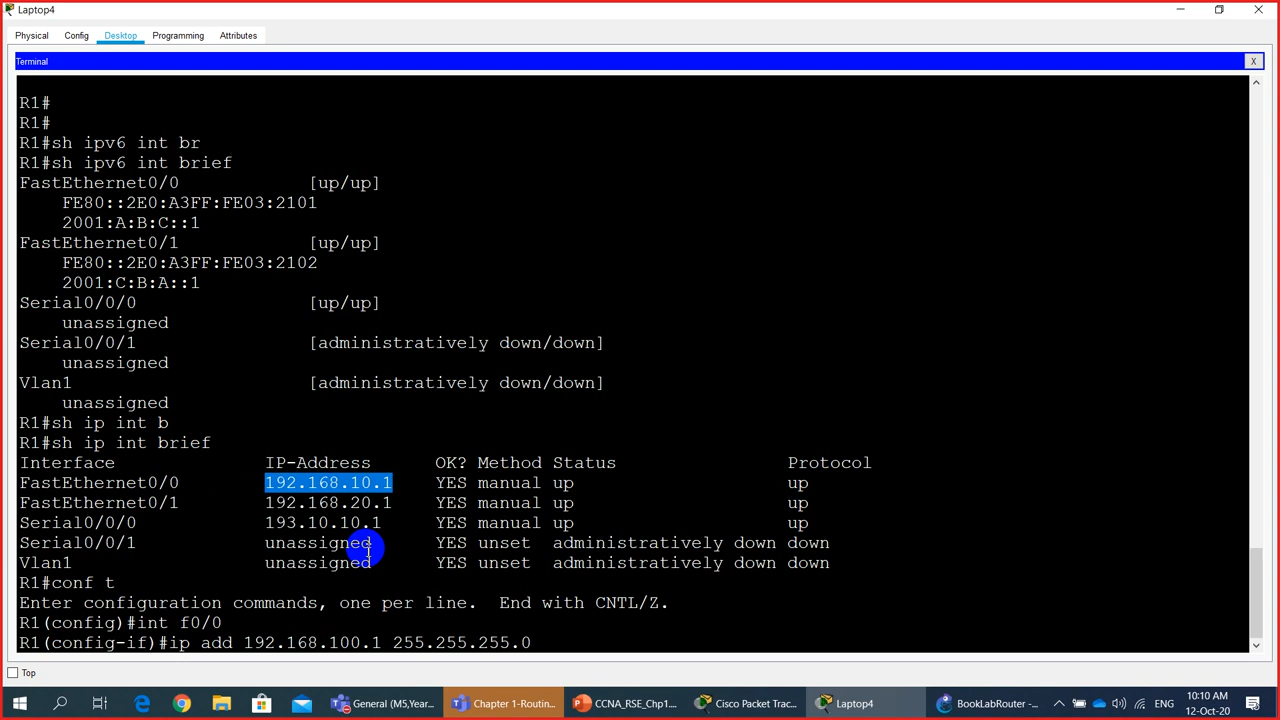 Laptop4
Physical Config Desktop Programming Attributes
Terminal X
R1#
R1#
R1#sh ipv6 int br
R1#sh ipv6 int brief
FastEthernet0/0 [up/up]
FE80::2E0:A3FF:FE03:2101
2001:A:B:C::1
FastEthernet0/1 [up/up]
FE80::2E0:A3FF:FE03:2102
2001:C:B:A::1
Serial0/0/0 [up/up]
unassigned
Serial0/0/1 [administratively down/down]
unassigned
Vlan1 [administratively down/down]
unassigned
R1#sh ip int b
R1#sh ip int brief
Interface IP-Address OK? Method Status Protocol
FastEthernet0/0 192.168.10.1 YES manual up up
FastEthernet0/1 192.168.20.1 YES manual up up
Serial0/0/0 193.10.10.1 YES manual up up
Serial0/0/1 unassigned YES unset administratively down down
Vlan1 unassigned YES unset administratively down down
R1#conf t
Enter configuration commands, one per line. End with CNTL/Z.
R1(config)#int f0/0
R1(config-if)#ip add 192.168.100.1 255.255.255.0
Top
General (M5,Year... Chapter 1-Routin... CCNA_RSE_Chp1.... Cisco Packet Trac... Laptop4 BookLabRouter -... ENG 10:10 AM
12-Oct-20